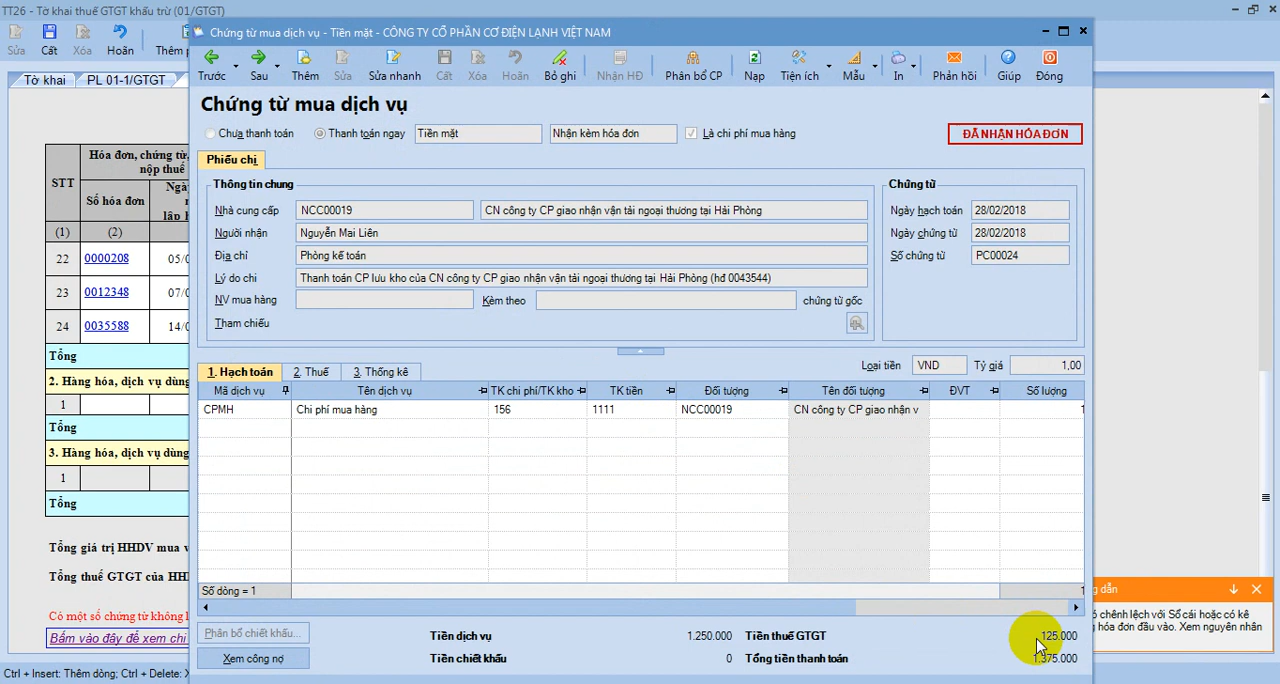 TT26 - Tờ khai thuế GTGT khấu trừ (01/GTGT)
Sửa Cất Xóa Hoãn Thêm
Tờ khai PL 01-1/GTGT
Chứng từ mua dịch vụ - Tiền mặt - CÔNG TY CỔ PHẦN CƠ ĐIỆN LẠNH VIỆT NAM
Trước Sau Thêm Sửa Sửa nhanh Cất Xóa Hoãn Bỏ ghi Nhận HĐ Phân bổ CP Nạp Tiện ích Mẫu In Phản hồi Giúp Đóng
Chứng từ mua dịch vụ
Chưa thanh toán Thanh toán ngay Tiền mặt Nhận kèm hóa đơn Là chi phí mua hàng ĐÃ NHẬN HÓA ĐƠN
Phiếu chi
Thông tin chung
Nhà cung cấp NCC00019 CN công ty CP giao nhận vận tải ngoại thương tại Hải Phòng
Người nhận Nguyễn Mai Liên
Địa chỉ Phòng kế toán
Lý do chi Thanh toán CP lưu kho của CN công ty CP giao nhận vận tải ngoại thương tại Hải Phòng (hđ 0043544)
NV mua hàng Kèm theo chứng từ gốc
Tham chiếu
Chứng từ
Ngày hạch toán 28/02/2018
Ngày chứng từ 28/02/2018
Số chứng từ PC00024
Loại tiền VND Tỷ giá 1,00
1. Hạch toán 2. Thuế 3. Thống kê
Mã dịch vụ Tên dịch vụ TK chi phí/TK kho TK tiền Đối tượng Tên đối tượng ĐVT Số lượng
CPMH Chi phí mua hàng 156 1111 NCC00019 CN công ty CP giao nhận v 1
Số dòng = 1 1
Phân bổ chiết khấu... Tiền dịch vụ 1.250.000 Tiền thuế GTGT 125.000
Xem công nợ Tiền chiết khấu 0 Tổng tiền thanh toán 1.375.000
STT Hóa đơn, chứng từ,
nộp thuế
Số hóa đơn Ngà
lập h
(1) (2)
22 0000208 05/0
23 0012348 07/0
24 0035588 14/0
Tổng
2. Hàng hóa, dịch vụ dùng
1
Tổng
3. Hàng hóa, dịch vụ dùng
1
Tổng
Tổng giá trị HHDV mua v
Tổng thuế GTGT của HHD
Có một số chứng từ không l
Bấm vào đây để xem chi
Ctrl + Insert: Thêm dòng; Ctrl + Delete: X
g dẫn
ó chênh lệch với Sổ cái hoặc có kê
hóa đơn đầu vào. Xem nguyên nhân